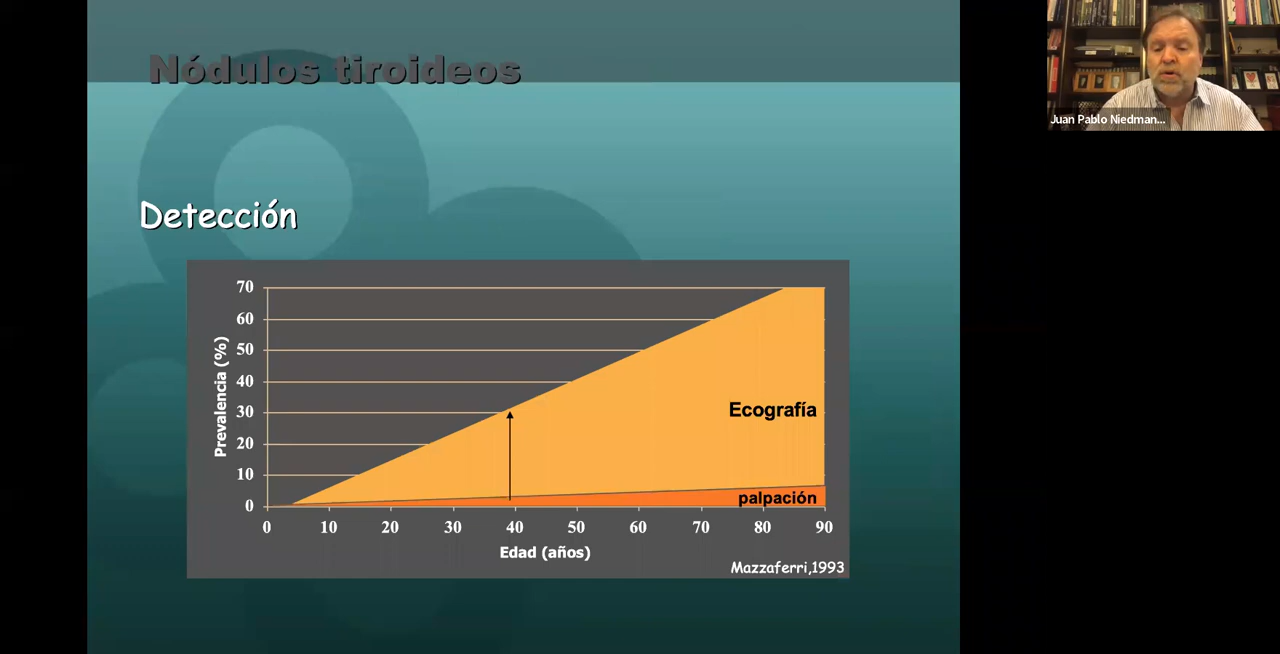 Nódulos tiroideos
Juan Pablo Niedman...
Detección
70
60
50
40
30
20
10
0
Prevalencia (%)
Ecografía
palpación
0 10 20 30 40 50 60 70 80 90
Edad (años)
Mazzaferri,1993